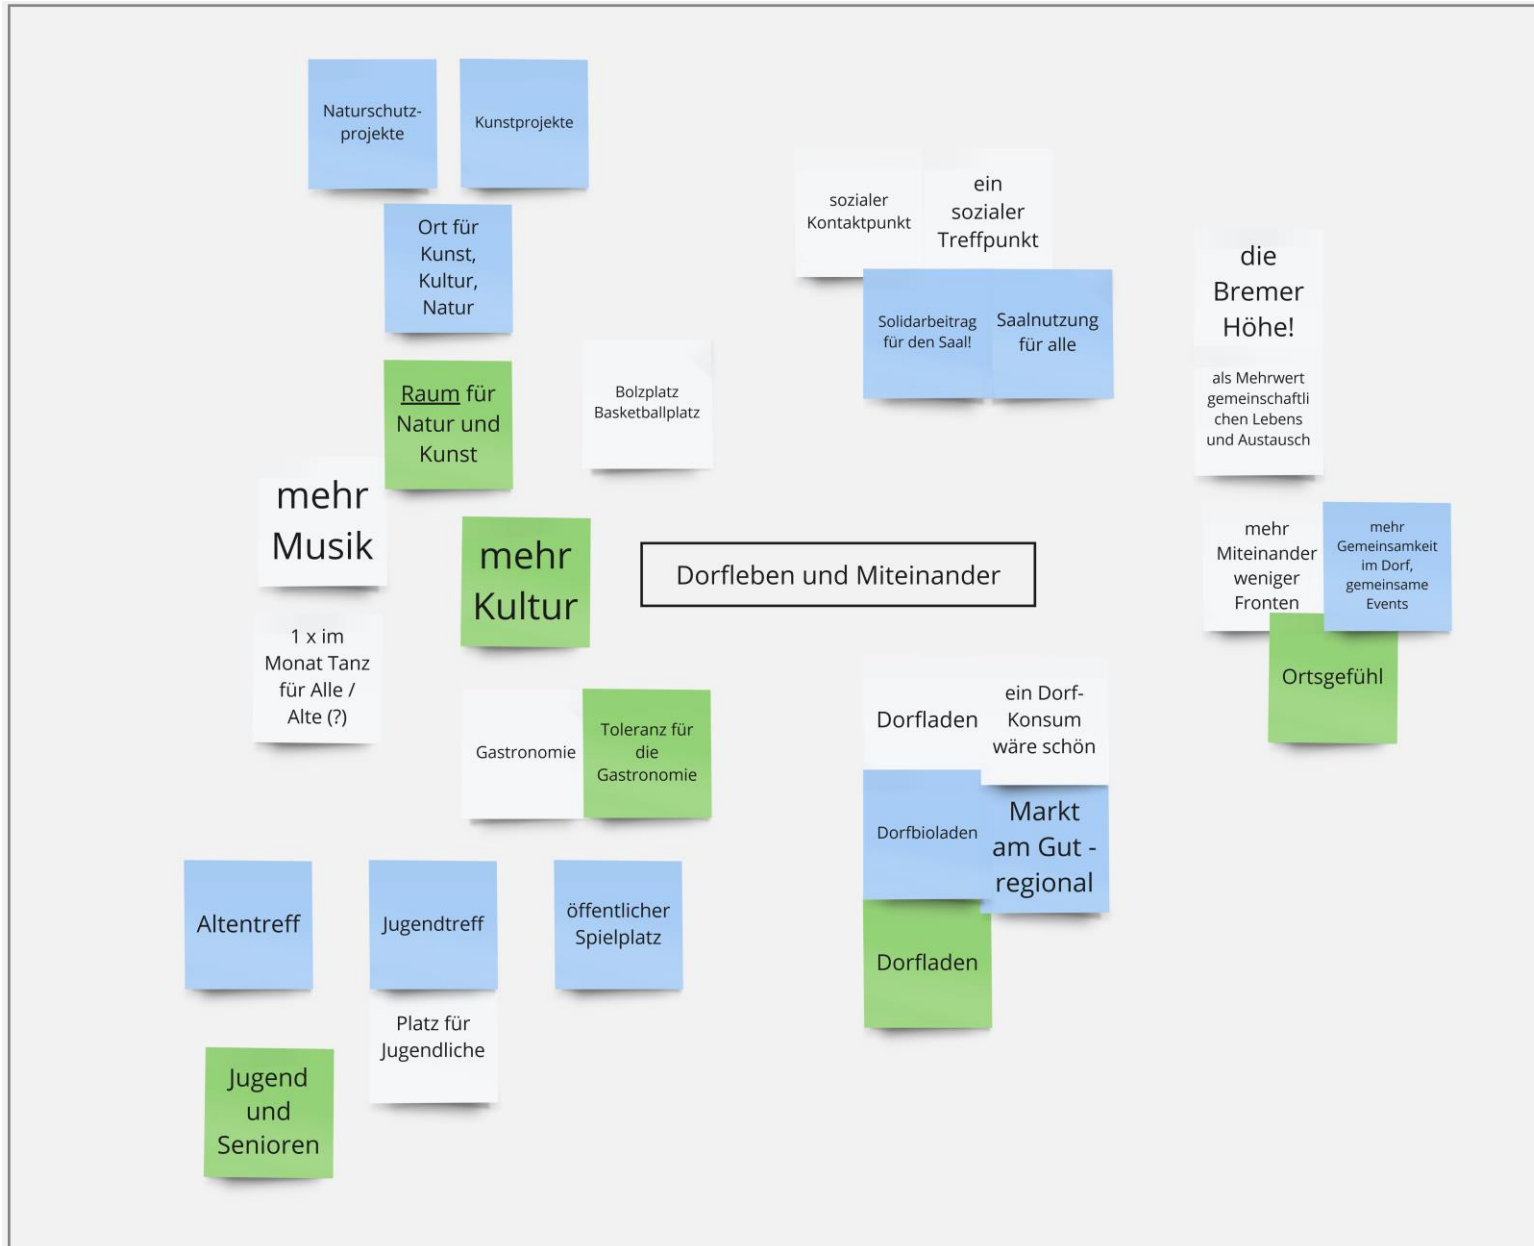 Naturschutz-
projekte
Kunstprojekte
Ort für
Kunst,
Kultur,
Natur
Raum für
Natur und
Kunst
Bolzplatz
Basketballplatz
mehr
Musik
mehr
Kultur
1 x im
Monat Tanz
für Alle /
Alte (?)
Gastronomie
Toleranz für
die
Gastronomie
Altentreff
Jugendtreff
öffentlicher
Spielplatz
Platz für
Jugendliche
Jugend
und
Senioren
Dorfleben und Miteinander
sozialer
Kontaktpunkt
ein
sozialer
Treffpunkt
Solidarbeitrag
für den Saal!
Saalnutzung
für alle
die
Bremer
Höhe!
als Mehrwert
gemeinschaftli
chen Lebens
und Austausch
mehr
Miteinander
weniger
Fronten
mehr
Gemeinsamkeit
im Dorf,
gemeinsame
Events
Ortsgefühl
Dorfladen
ein Dorf-
Konsum
wäre schön
Dorfbioladen
Markt
am Gut -
regional
Dorfladen